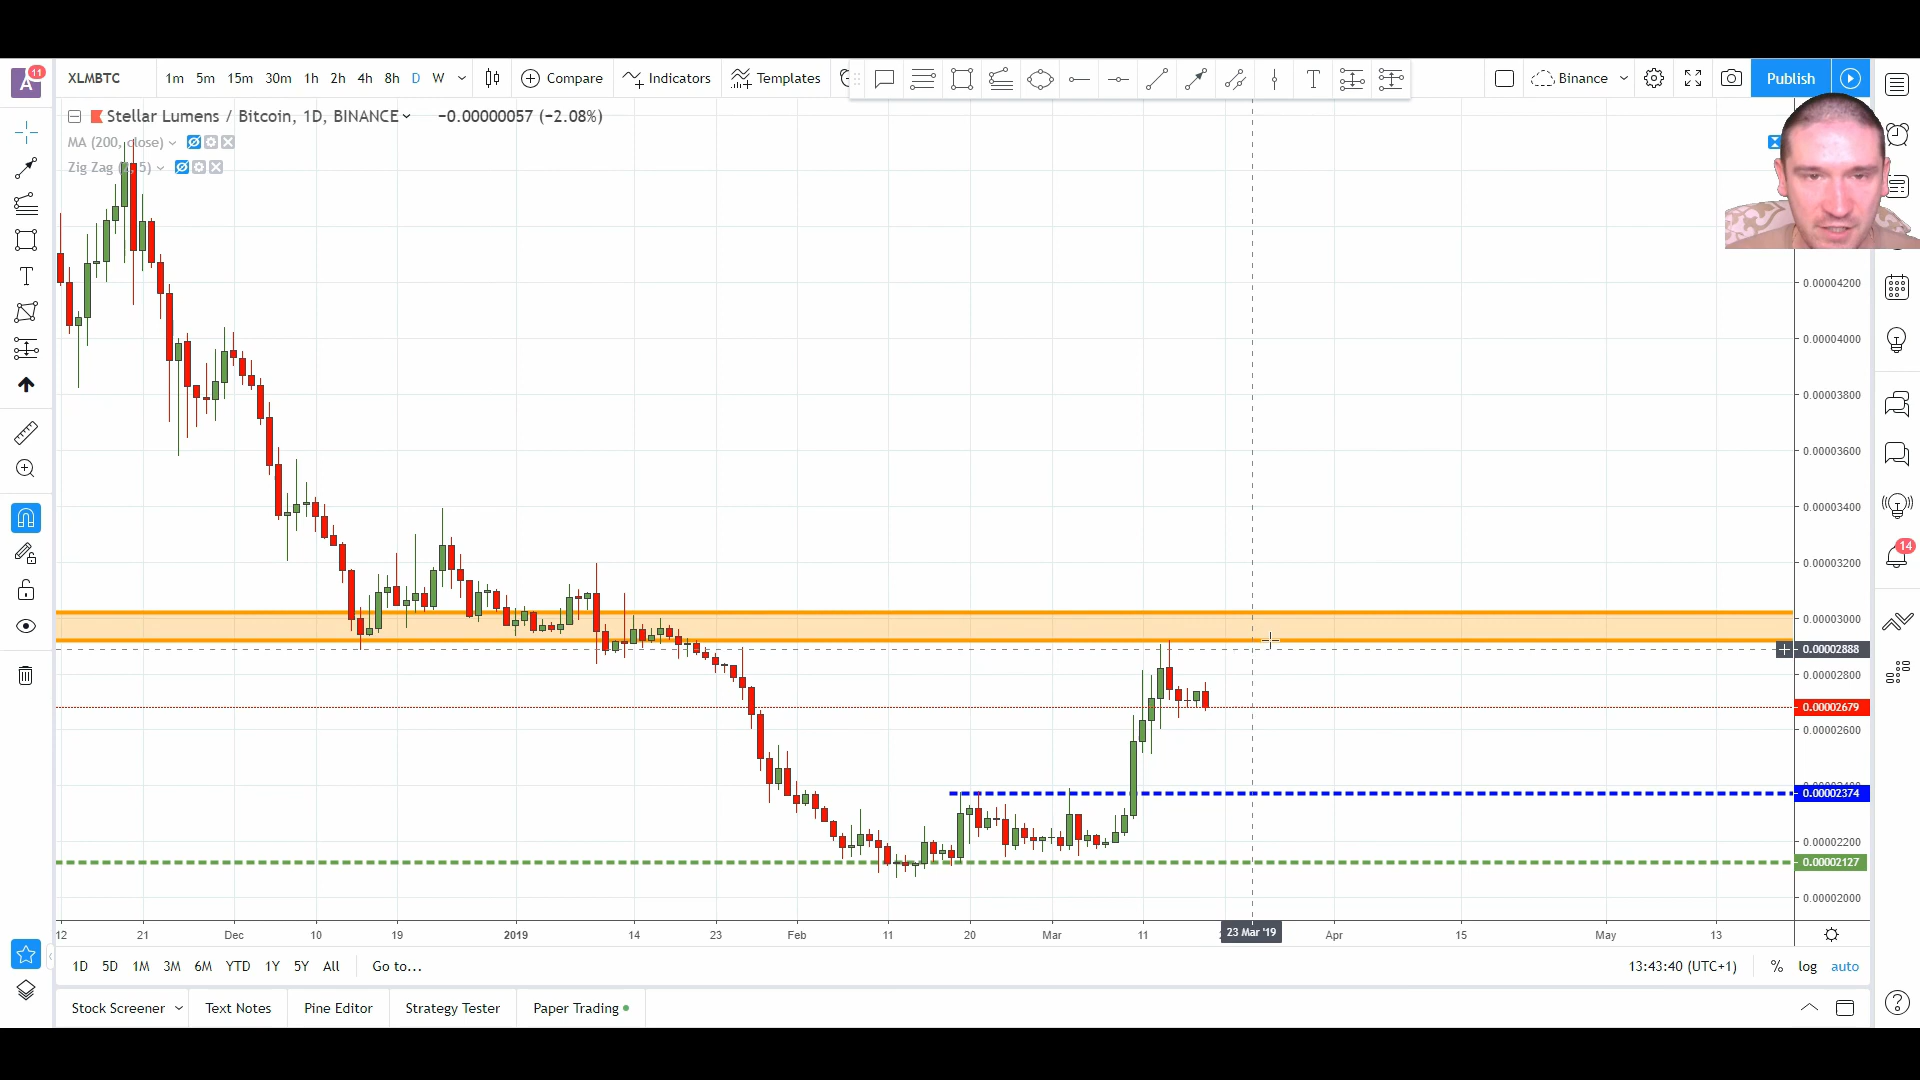 A 11
XLMBTC 1m 5m 15m 30m 1h 2h 4h 8h D W Compare Indicators Templates T Binance Publish
Stellar Lumens / Bitcoin, 1D, BINANCE −0.00000057 (−2.08%)
MA (200, close)
Zig Zag 5)
T
0.00004200
0.00004000
0.00003800
0.00003600
0.00003400
14
0.00003200
0.00003000
0.00002888
0.00002800
0.00002679
0.00002600
0.00002374
0.00002200
0.00002127
0.00002000
12 21 Dec 10 19 2019 14 23 Feb 11 20 Mar 11 23 Mar '19 Apr 15 May 13
1D 5D 1M 3M 6M YTD 1Y 5Y All Go to... 13:43:40 (UTC+1) % log auto
Stock Screener Text Notes Pine Editor Strategy Tester Paper Trading